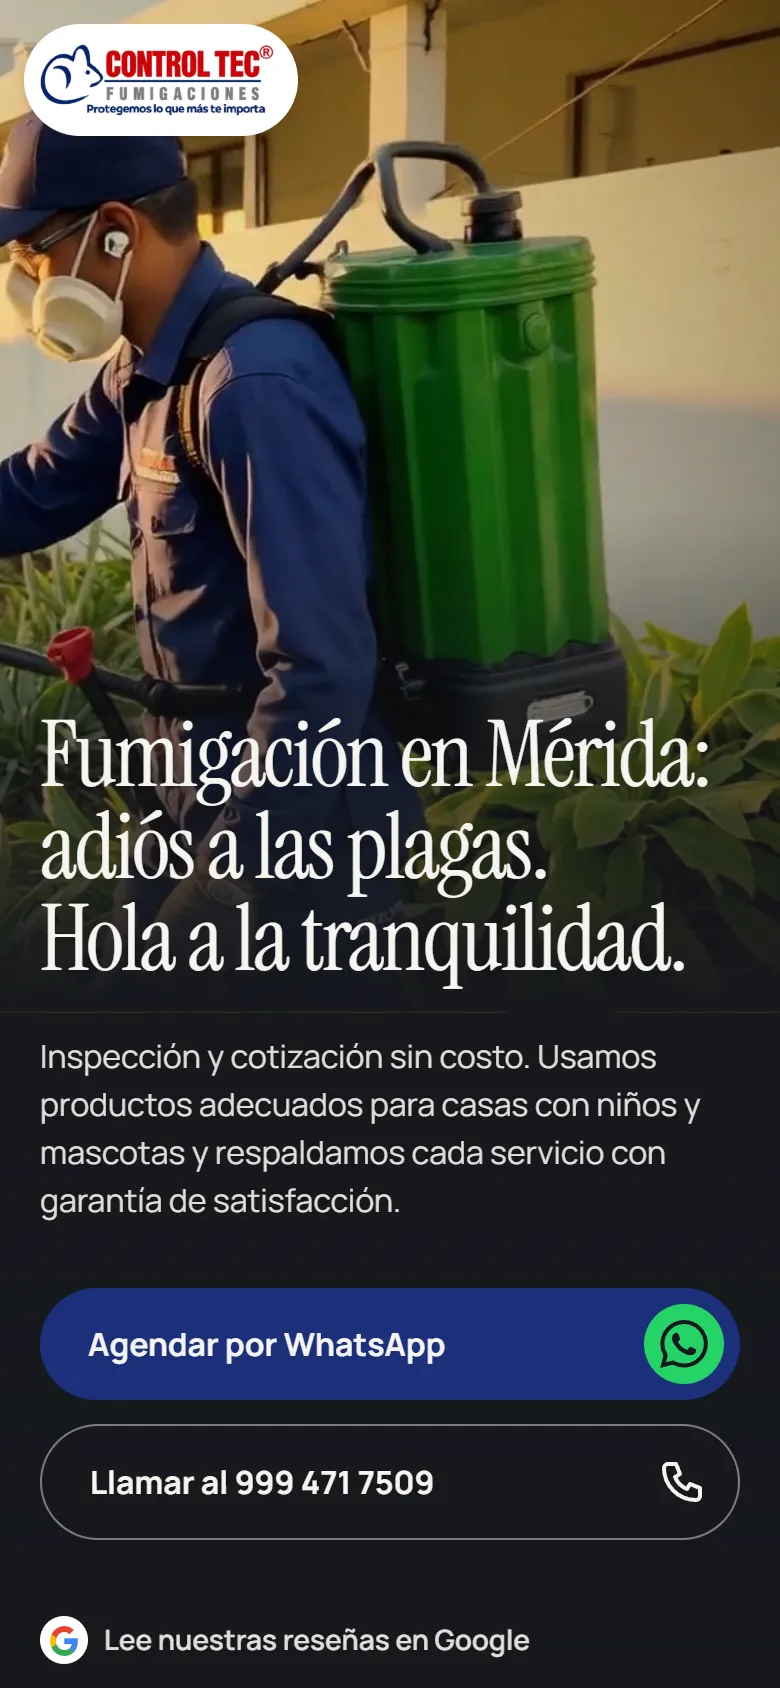 CONTROL TEC®
FUMIGACIONES
Protegemos lo que más te importa
Fumigación en Mérida:
adiós a las plagas.
Hola a la tranquilidad.
Inspección y cotización sin costo. Usamos
productos adecuados para casas con niños y
mascotas y respaldamos cada servicio con
garantía de satisfacción.
Agendar por WhatsApp
Llamar al 999 471 7509
Lee nuestras reseñas en Google